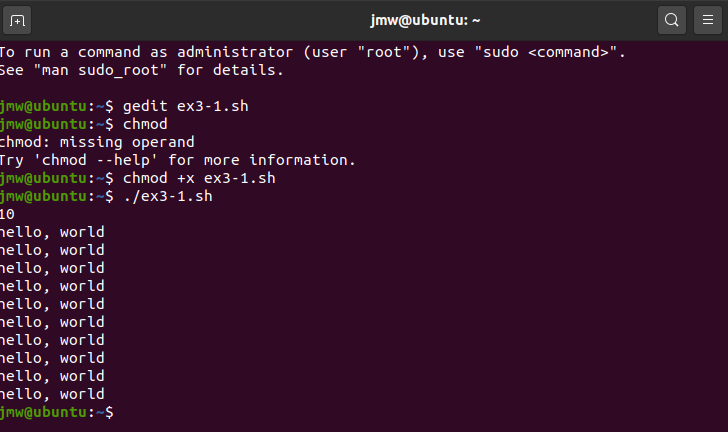 jmw@ubuntu: ~
To run a command as administrator (user "root"), use "sudo <command>".
See "man sudo_root" for details.
jmw@ubuntu:~$ gedit ex3-1.sh
jmw@ubuntu:~$ chmod
chmod: missing operand
Try 'chmod --help' for more information.
jmw@ubuntu:~$ chmod +x ex3-1.sh
jmw@ubuntu:~$ ./ex3-1.sh
10
hello, world
hello, world
hello, world
hello, world
hello, world
hello, world
hello, world
hello, world
hello, world
hello, world
jmw@ubuntu:~$